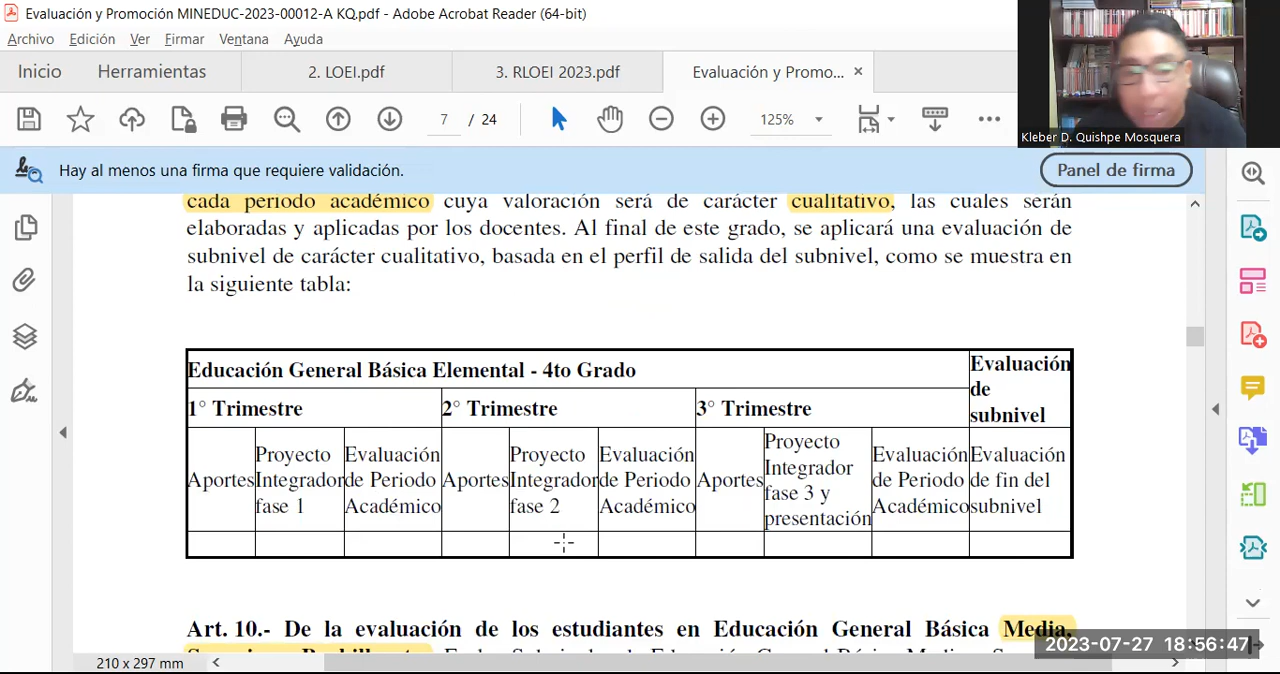 Evaluación y Promoción MINEDUC-2023-00012-A KQ.pdf - Adobe Acrobat Reader (64-bit)
Archivo Edición Ver Firmar Ventana Ayuda
Inicio Herramientas 2. LOEI.pdf 3. RLOEI 2023.pdf Evaluación y Promo... ×
7 / 24 125%
Kleber D. Quishpe Mosquera
Hay al menos una firma que requiere validación. Panel de firma
cada periodo académico cuya valoración será de carácter cualitativo, las cuales serán
elaboradas y aplicadas por los docentes. Al final de este grado, se aplicará una evaluación de
subnivel de carácter cualitativo, basada en el perfil de salida del subnivel, como se muestra en
la siguiente tabla:
Educación General Básica Elemental - 4to Grado
Evaluación
de
subnivel
1° Trimestre 2° Trimestre 3° Trimestre
Aportes
Proyecto
Integrador
fase 1
Evaluación
de Periodo
Académico
Aportes
Proyecto
Integrador
fase 2
Evaluación
de Periodo
Académico
Aportes
Proyecto
Integrador
fase 3 y
presentación
Evaluación
de Periodo
Académico
Evaluación
de fin del
subnivel
Art. 10.- De la evaluación de los estudiantes en Educación General Básica Media,
2023-07-27 18:56:47
210 x 297 mm